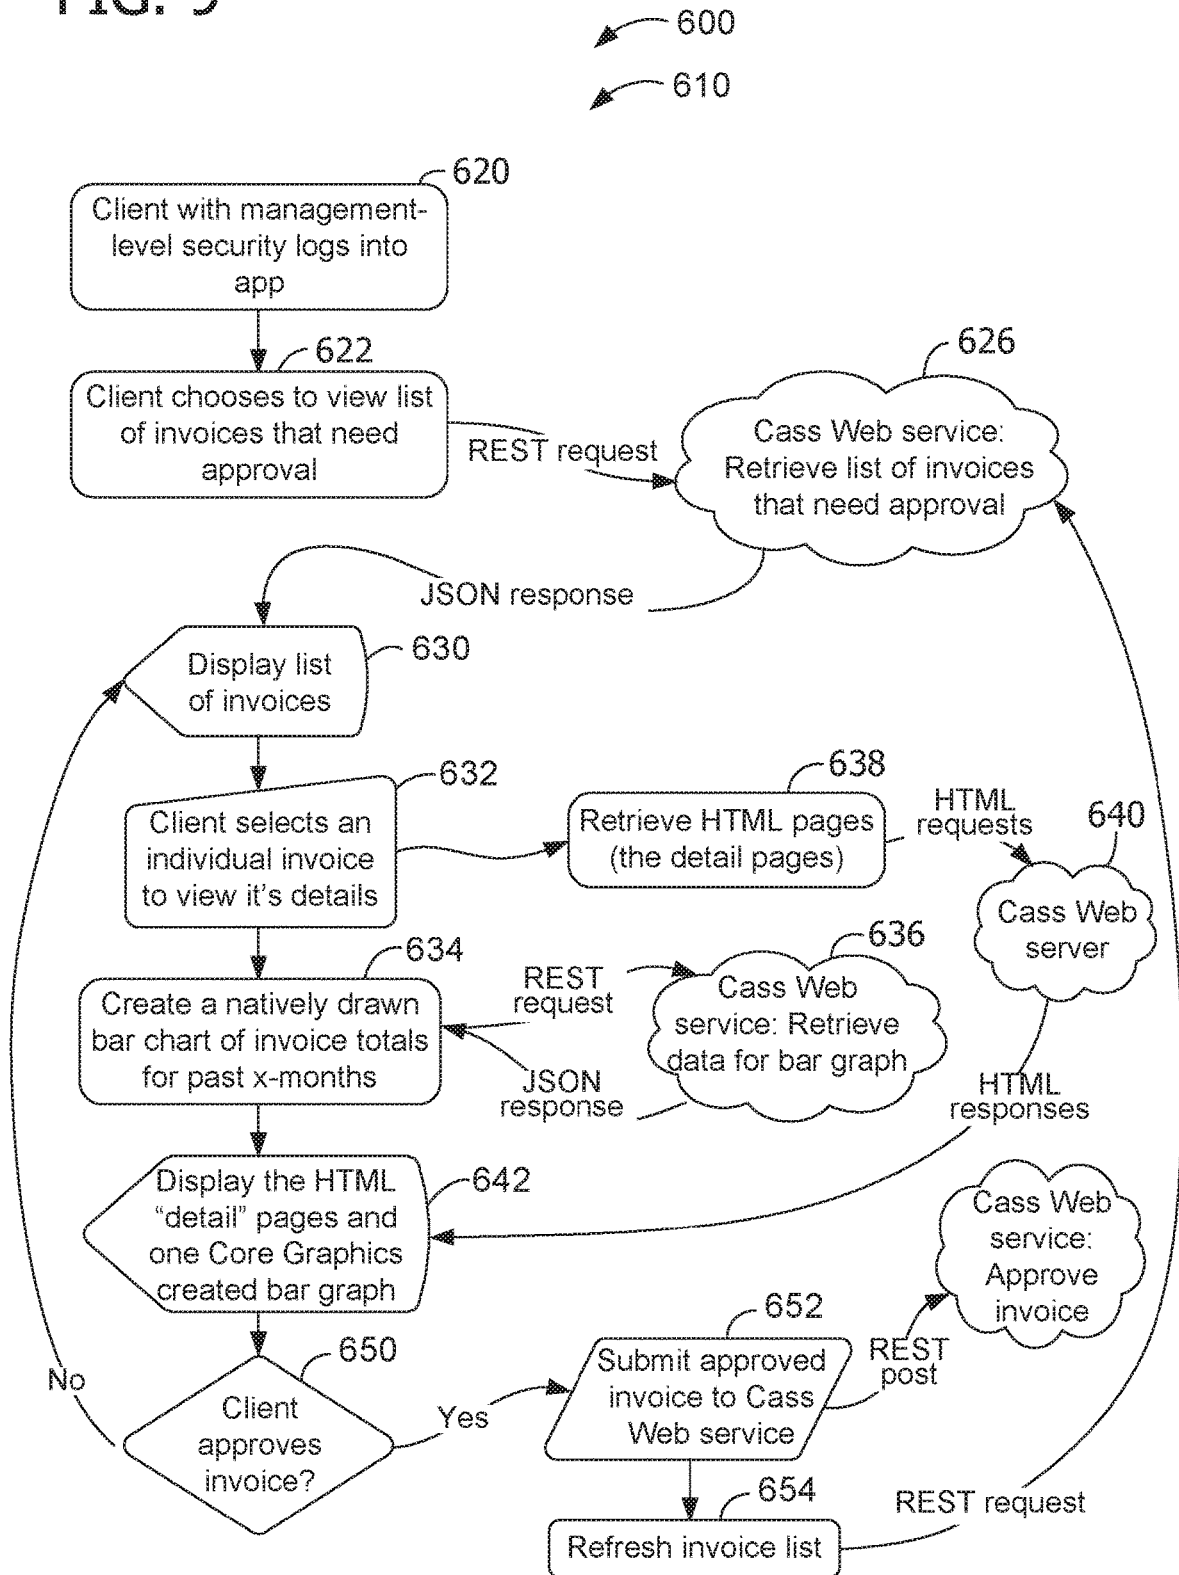 FIG. 9
600
610
620
Client with management-
level security logs into
app
622
Client chooses to view list
of invoices that need
approval
REST request
626
Cass Web service:
Retrieve list of invoices
that need approval
JSON response
630
Display list
of invoices
632
Client selects an
individual invoice
to view it's details
638
Retrieve HTML pages
(the detail pages)
HTML
requests
640
Cass Web
server
634
Create a natively drawn
bar chart of invoice totals
for past x-months
REST
request
636
Cass Web
service: Retrieve
data for bar graph
JSON
response
HTML
responses
642
Display the HTML
“detail” pages and
one Core Graphics
created bar graph
Cass Web
service:
Approve
invoice
650
Client
approves
invoice?
No
Yes
652
Submit approved
invoice to Cass
Web service
REST
post
654
Refresh invoice list
REST request